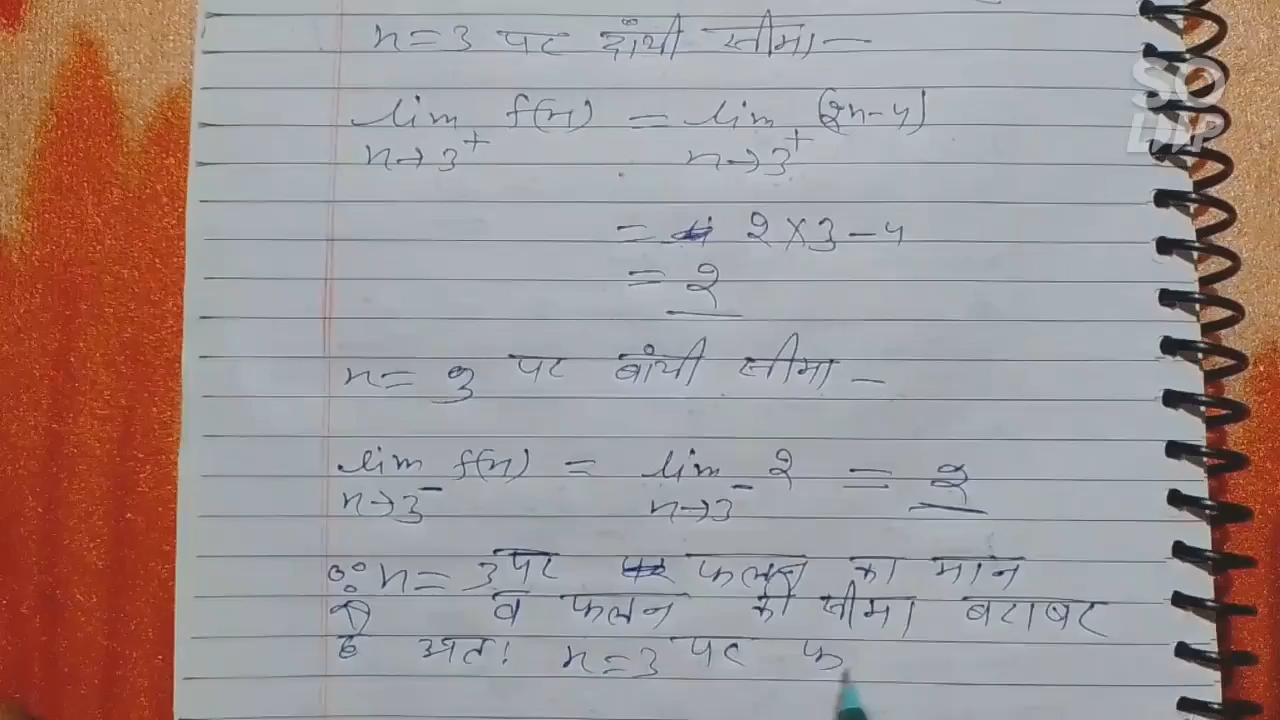 x = 3 पर दांयी सीमा –
lim f(x) = lim (2x-4)
x→3⁺ x→3⁺
= 2×3-4
= 2
x = 3 पर बांयी सीमा –
lim f(x) = lim 2 = 2
x→3⁻ x→3⁻
∵ x = 3 पर फलन का मान
व फलन की सीमा बराबर
है अतः x = 3 पर फ
SO